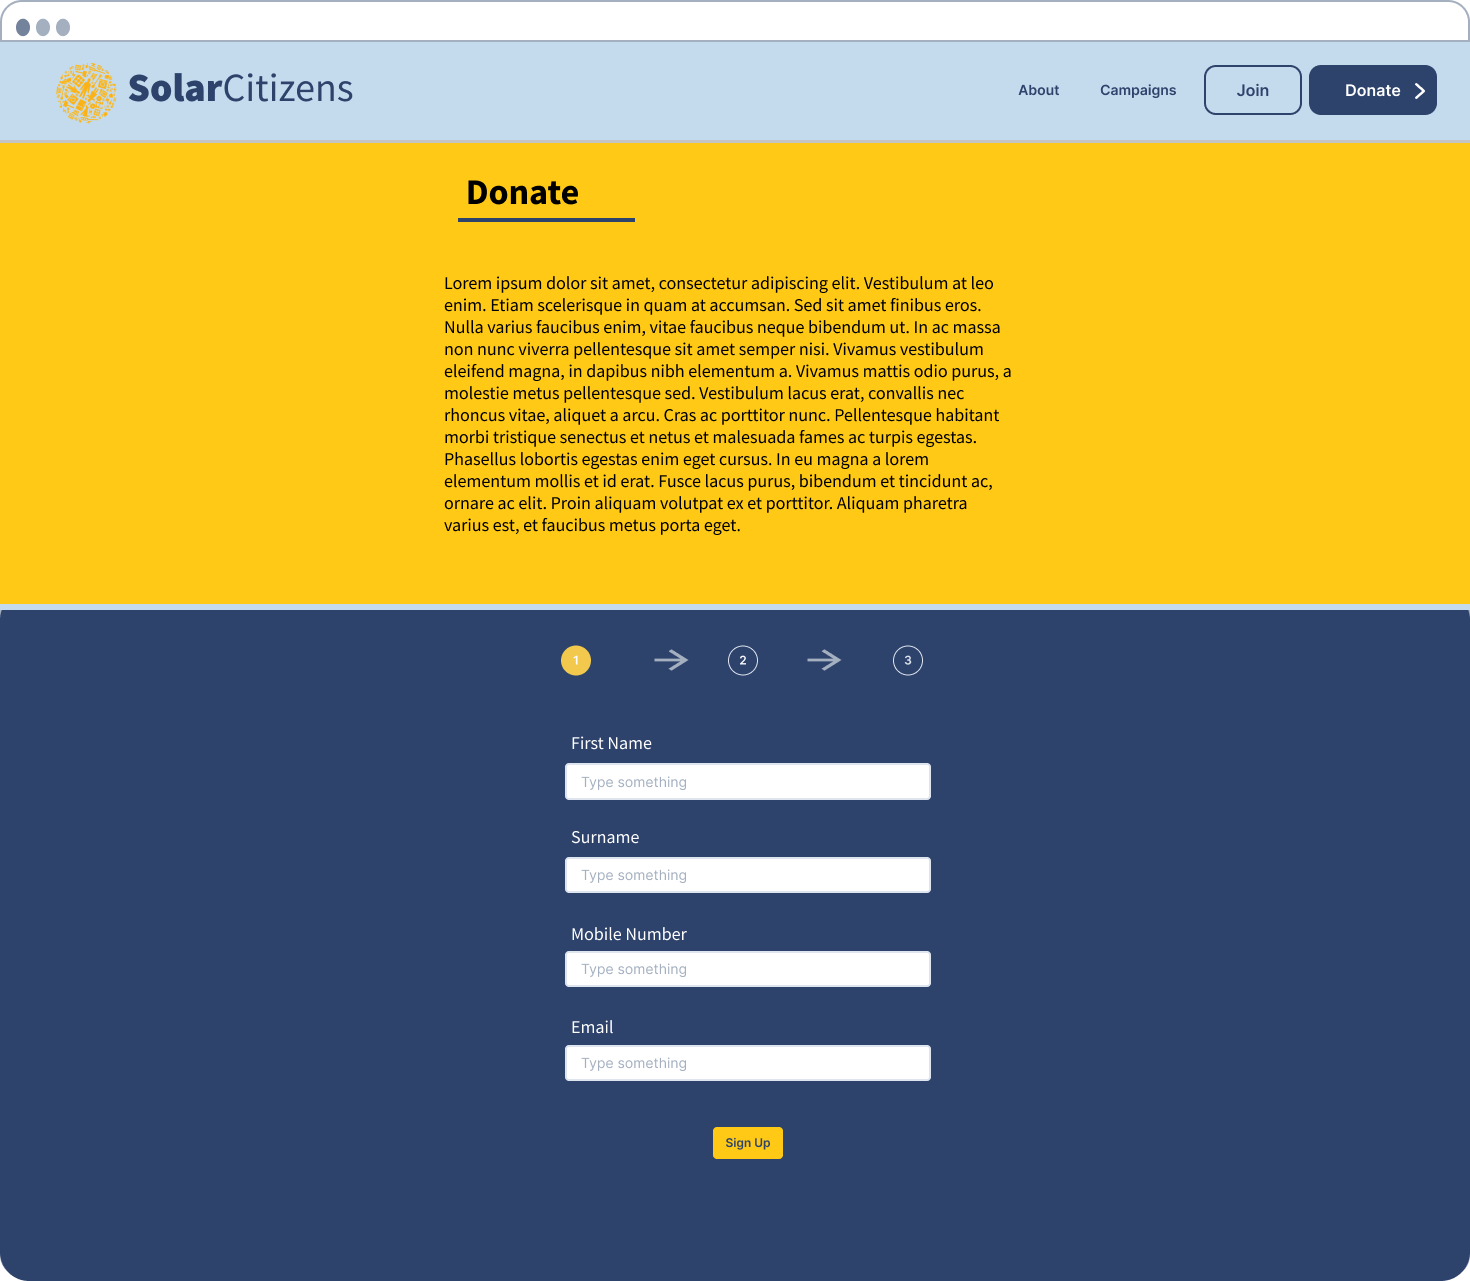 SolarCitizens
About
Campaigns
Join
Donate
Donate
Lorem ipsum dolor sit amet, consectetur adipiscing elit. Vestibulum at leo
enim. Etiam scelerisque in quam at accumsan. Sed sit amet finibus eros.
Nulla varius faucibus enim, vitae faucibus neque bibendum ut. In ac massa
non nunc viverra pellentesque sit amet semper nisi. Vivamus vestibulum
eleifend magna, in dapibus nibh elementum a. Vivamus mattis odio purus, a
molestie metus pellentesque sed. Vestibulum lacus erat, convallis nec
rhoncus vitae, aliquet a arcu. Cras ac porttitor nunc. Pellentesque habitant
morbi tristique senectus et netus et malesuada fames ac turpis egestas.
Phasellus lobortis egestas enim eget cursus. In eu magna a lorem
elementum mollis et id erat. Fusce lacus purus, bibendum et tincidunt ac,
ornare ac elit. Proin aliquam volutpat ex et porttitor. Aliquam pharetra
varius est, et faucibus metus porta eget.
1
2
3
First Name
Type something
Surname
Type something
Mobile Number
Type something
Email
Type something
Sign Up